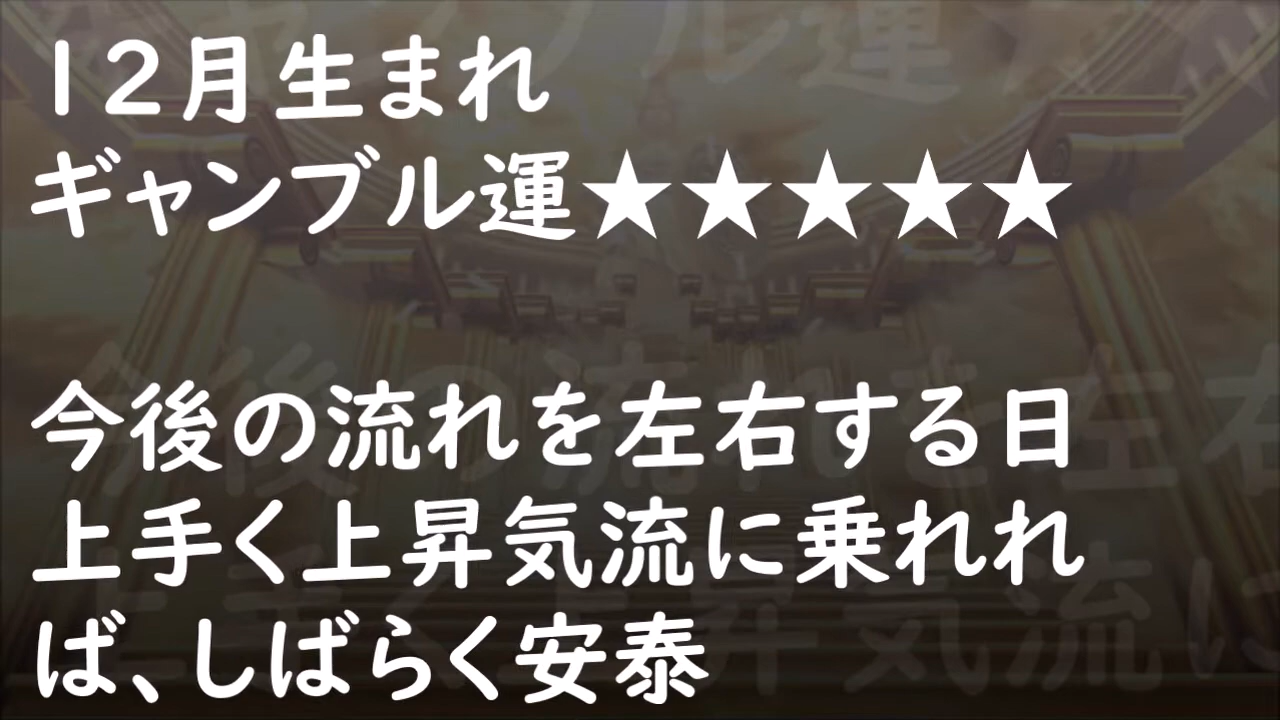 12月生まれ
ギャンブル運★★★★★
今後の流れを左右する日
上手く上昇気流に乗れれ
ば、しばらく安泰